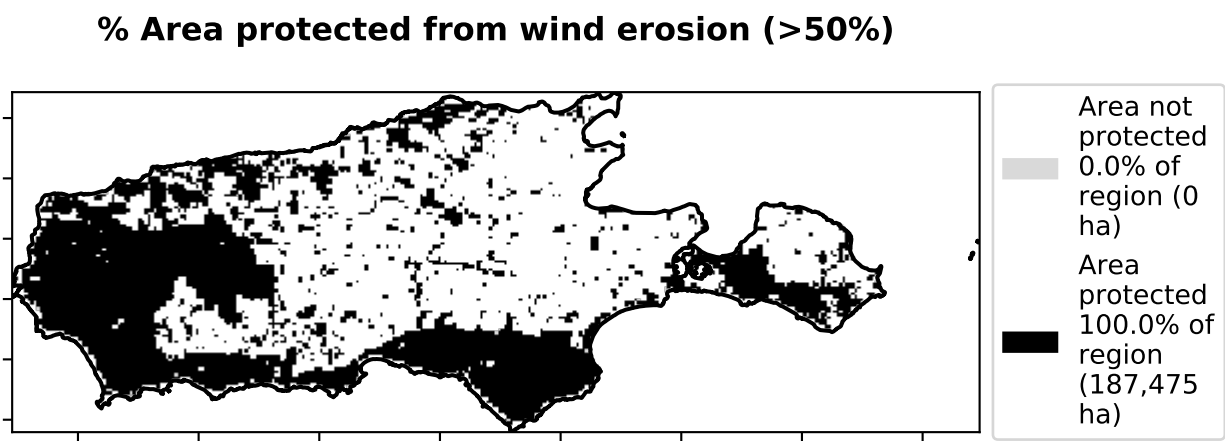 % Area protected from wind erosion (>50%)
Area not
protected
0.0% of
region (0
ha)
Area
protected
100.0% of
region
(187,475
ha)